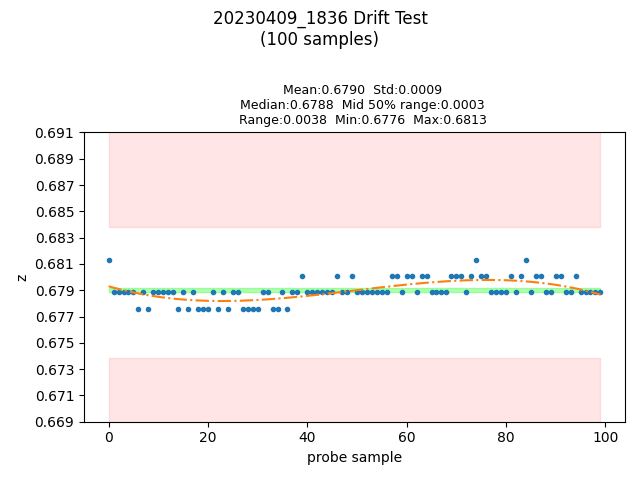 20230409_1836 Drift Test
(100 samples)
Mean:0.6790  Std:0.0009
Median:0.6788  Mid 50% range:0.0003
Range:0.0038  Min:0.6776  Max:0.6813
0.691
0.689
0.687
0.685
0.683
0.681
0.679
0.677
0.675
0.673
0.671
0.669
z
0 20 40 60 80 100
probe sample